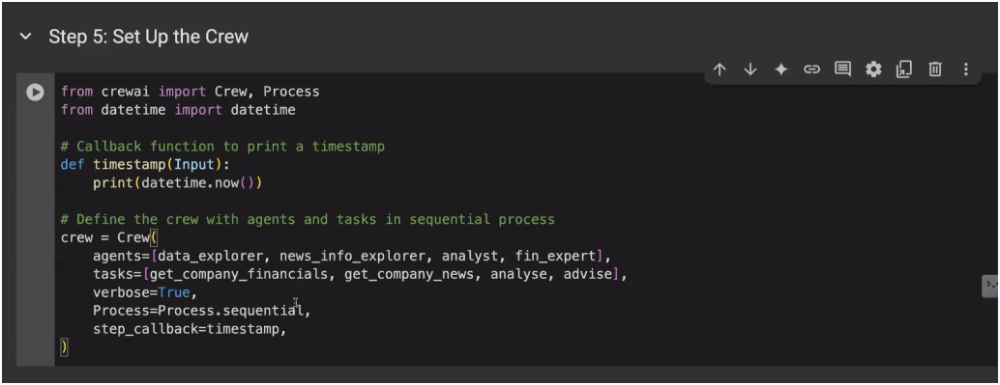 Step 5: Set Up the Crew
from crewai import Crew, Process
from datetime import datetime
# Callback function to print a timestamp
def timestamp(Input):
    print(datetime.now())
# Define the crew with agents and tasks in sequential process
crew = Crew(
    agents=[data_explorer, news_info_explorer, analyst, fin_expert],
    tasks=[get_company_financials, get_company_news, analyse, advise],
    verbose=True,
    Process=Process.sequential,
    step_callback=timestamp,
)